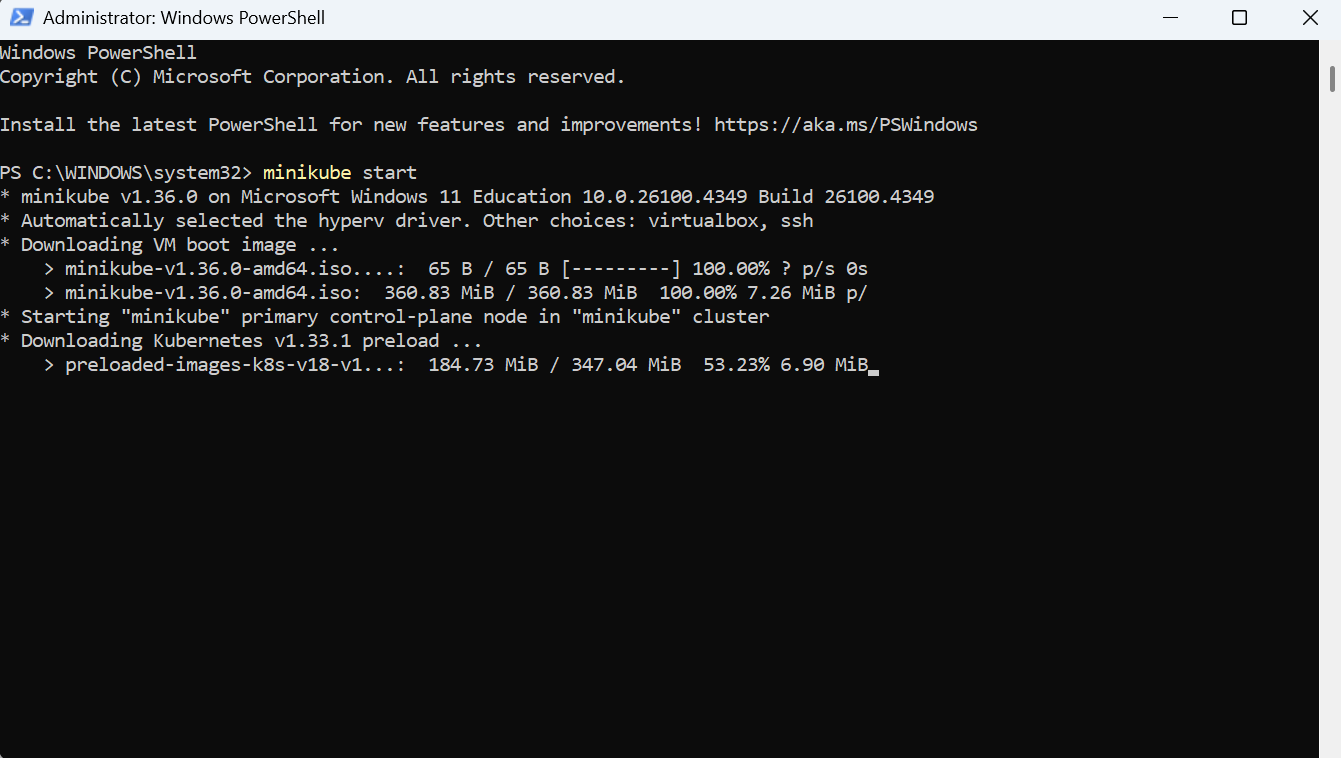 Administrator: Windows PowerShell
Windows PowerShell
Copyright (C) Microsoft Corporation. All rights reserved.
Install the latest PowerShell for new features and improvements! https://aka.ms/PSWindows
PS C:\WINDOWS\system32> minikube start
* minikube v1.36.0 on Microsoft Windows 11 Education 10.0.26100.4349 Build 26100.4349
* Automatically selected the hyperv driver. Other choices: virtualbox, ssh
* Downloading VM boot image ...
    > minikube-v1.36.0-amd64.iso....:  65 B / 65 B [---------] 100.00% ? p/s 0s
    > minikube-v1.36.0-amd64.iso:  360.83 MiB / 360.83 MiB  100.00% 7.26 MiB p/
* Starting "minikube" primary control-plane node in "minikube" cluster
* Downloading Kubernetes v1.33.1 preload ...
    > preloaded-images-k8s-v18-v1...:  184.73 MiB / 347.04 MiB  53.23% 6.90 MiB